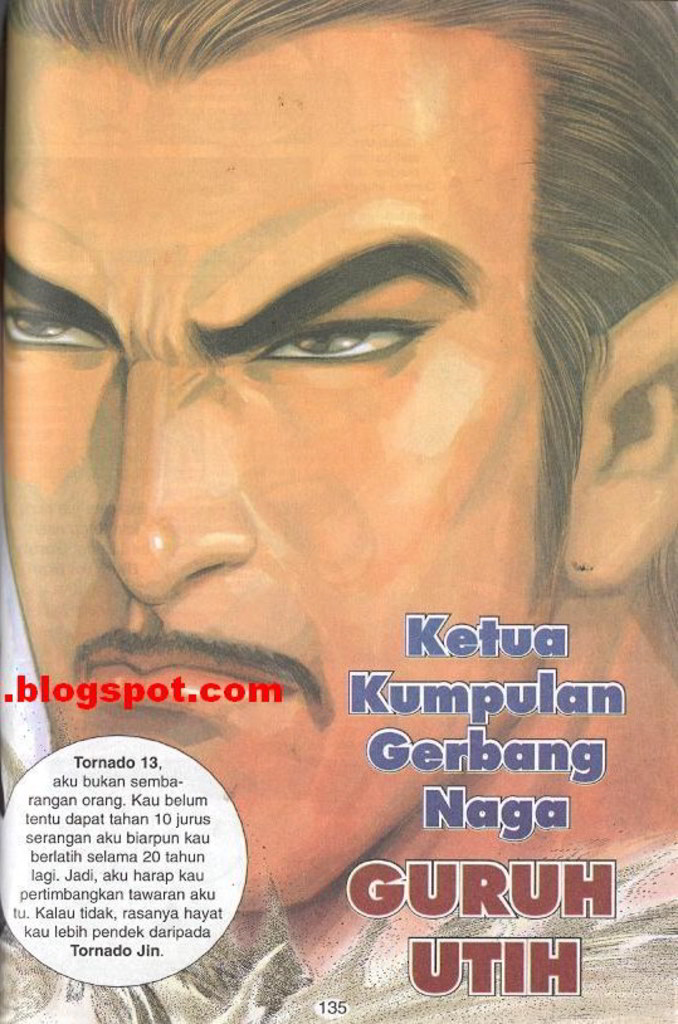 Ketua
Kumpulan
Gerbang
Naga
GURUH
UTIH
.blogspot.com
Tornado 13,
aku bukan semba-
rangan orang. Kau belum
tentu dapat tahan 10 jurus
serangan aku biarpun kau
berlatih selama 20 tahun
lagi. Jadi, aku harap kau
pertimbangkan tawaran aku
tu. Kalau tidak, rasanya hayat
kau lebih pendek daripada
Tornado Jin.
135